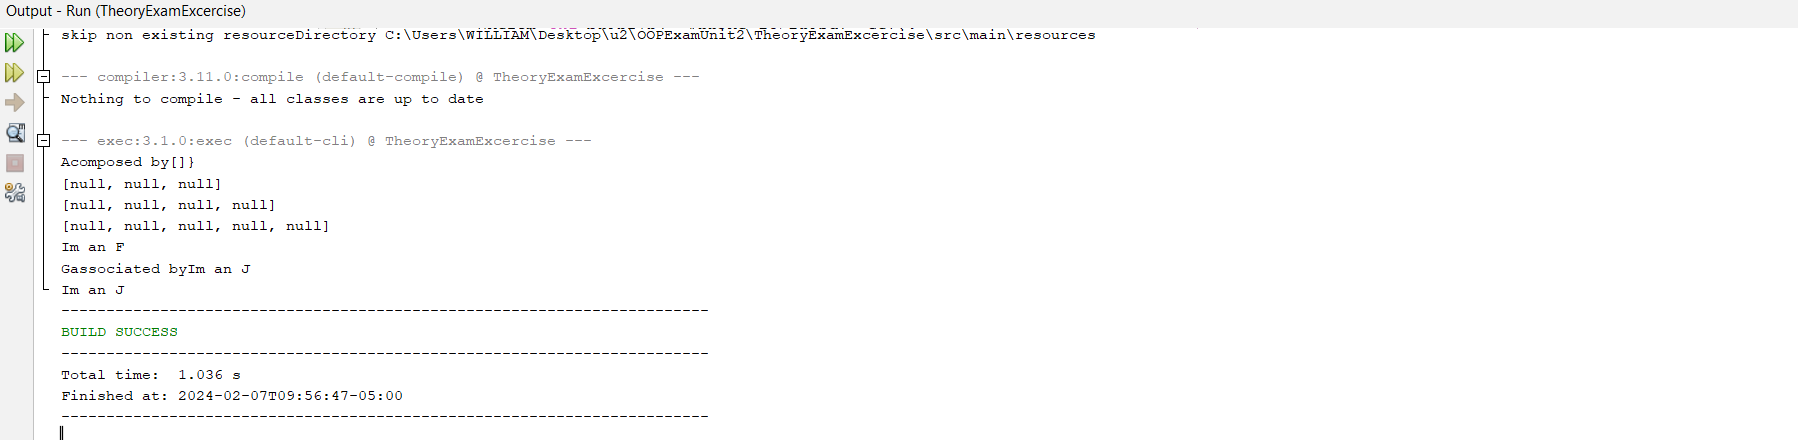 Output - Run (TheoryExamExcercise)
skip non existing resourceDirectory C:\Users\WILLIAM\Desktop\u2\OOPExamUnit2\TheoryExamExcercise\src\main\resources
--- compiler:3.11.0:compile (default-compile) @ TheoryExamExcercise ---
Nothing to compile - all classes are up to date
--- exec:3.1.0:exec (default-cli) @ TheoryExamExcercise ---
Acomposed by[]}
[null, null, null]
[null, null, null, null]
[null, null, null, null, null]
Im an F
Gassociated byIm an J
Im an J
------------------------------------------------------------------------
BUILD SUCCESS
------------------------------------------------------------------------
Total time:  1.036 s
Finished at: 2024-02-07T09:56:47-05:00
------------------------------------------------------------------------